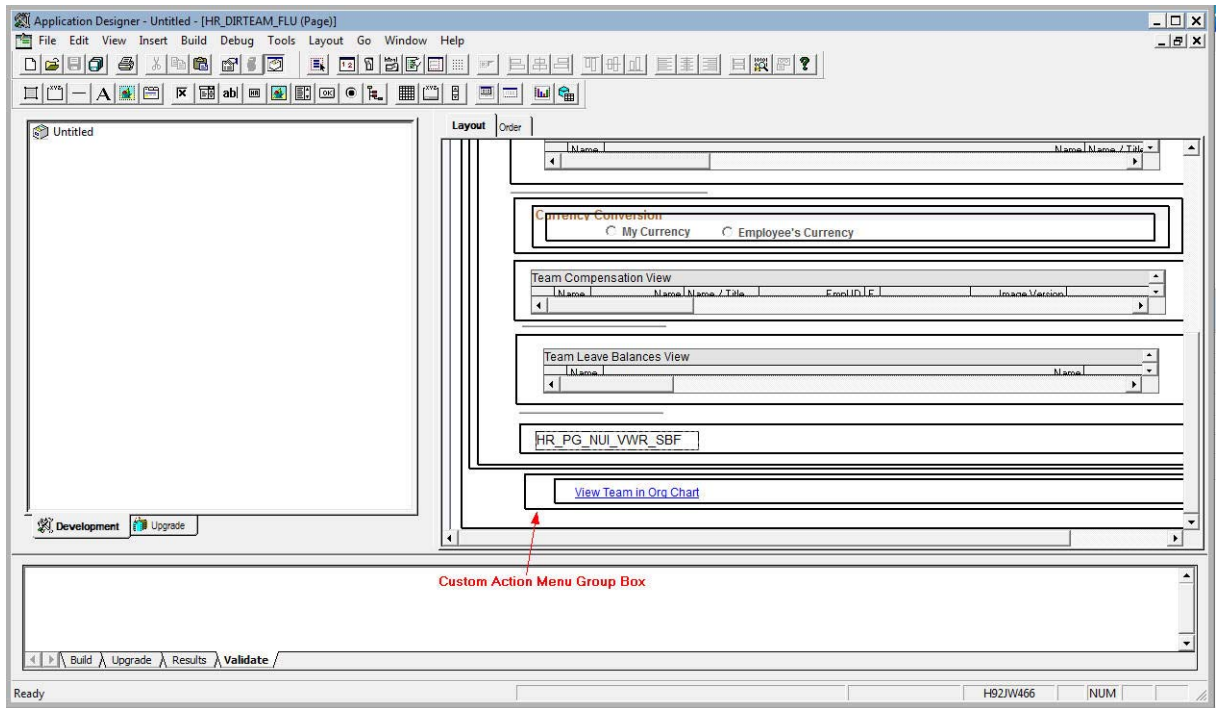 Application Designer - Untitled - [HR_DIRTEAM_FLU (Page)]
File Edit View Insert Build Debug Tools Layout Go Window Help
Untitled
Layout Order
Name Name Name / Title
Currency Conversion
My Currency Employee's Currency
Team Compensation View
Name Name Name / Title EmplID E Image Version
Team Leave Balances View
Name Name
HR_PG_NUI_VWR_SBF
View Team in Org Chart
Development Upgrade
Custom Action Menu Group Box
Build Upgrade Results Validate
Ready H92JW466 NUM